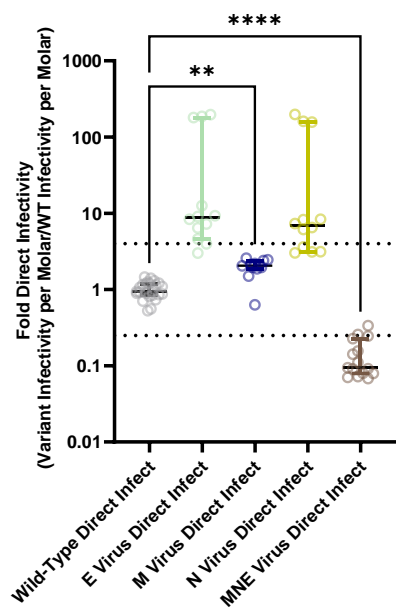 ****
**
Fold Direct Infectivity
(Variant Infectivity per Molar/WT Infectivity per Molar)
1000
100
10
1
0.1
0.01
Wild-Type Direct Infect
E Virus Direct Infect
M Virus Direct Infect
N Virus Direct Infect
MNE Virus Direct Infect